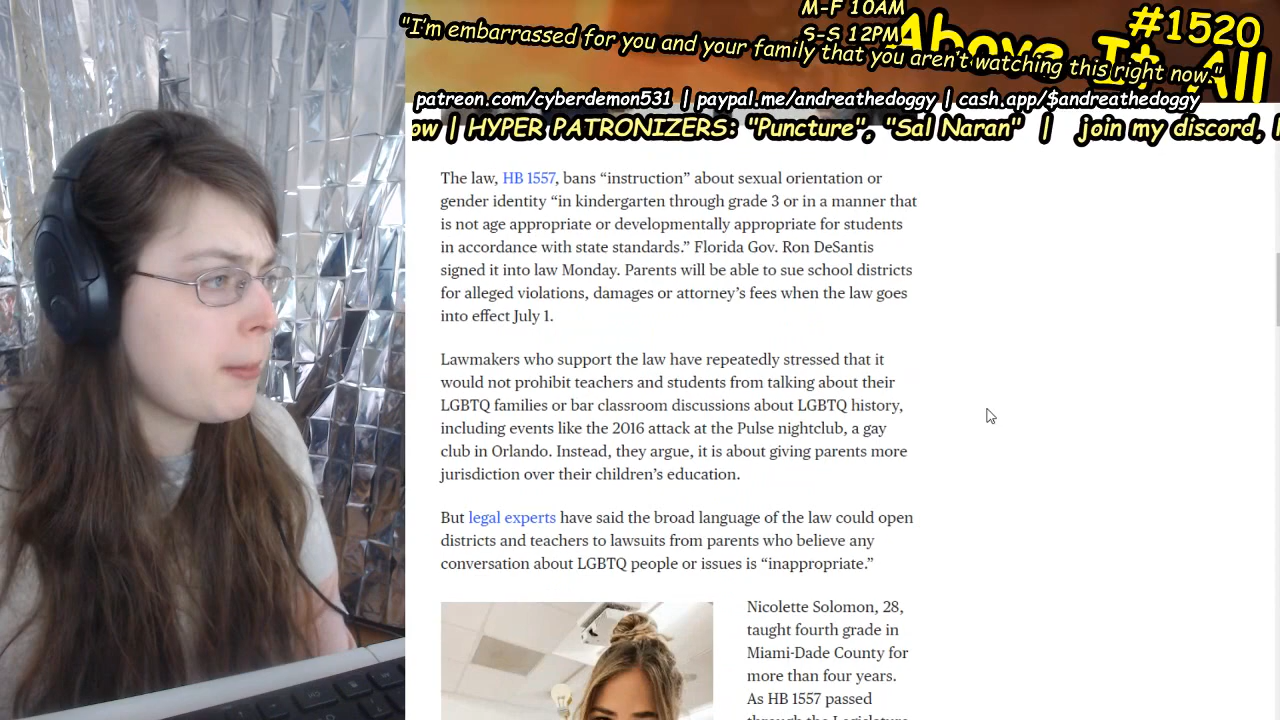 M-F 10AM
S-S 12PM
Above It All
#1520
"I'm embarrassed for you and your family that you aren't watching this right now."
patreon.com/cyberdemon531 | paypal.me/andreathedoggy | cash.app/$andreathedoggy
ow | HYPER PATRONIZERS: "Puncture", "Sal Naran" | join my discord,
The law, HB 1557, bans “instruction” about sexual orientation or
gender identity “in kindergarten through grade 3 or in a manner that
is not age appropriate or developmentally appropriate for students
in accordance with state standards.” Florida Gov. Ron DeSantis
signed it into law Monday. Parents will be able to sue school districts
for alleged violations, damages or attorney’s fees when the law goes
into effect July 1.
Lawmakers who support the law have repeatedly stressed that it
would not prohibit teachers and students from talking about their
LGBTQ families or bar classroom discussions about LGBTQ history,
including events like the 2016 attack at the Pulse nightclub, a gay
club in Orlando. Instead, they argue, it is about giving parents more
jurisdiction over their children’s education.
But legal experts have said the broad language of the law could open
districts and teachers to lawsuits from parents who believe any
conversation about LGBTQ people or issues is “inappropriate.”
Nicolette Solomon, 28,
taught fourth grade in
Miami-Dade County for
more than four years.
As HB 1557 passed
through the Legislature